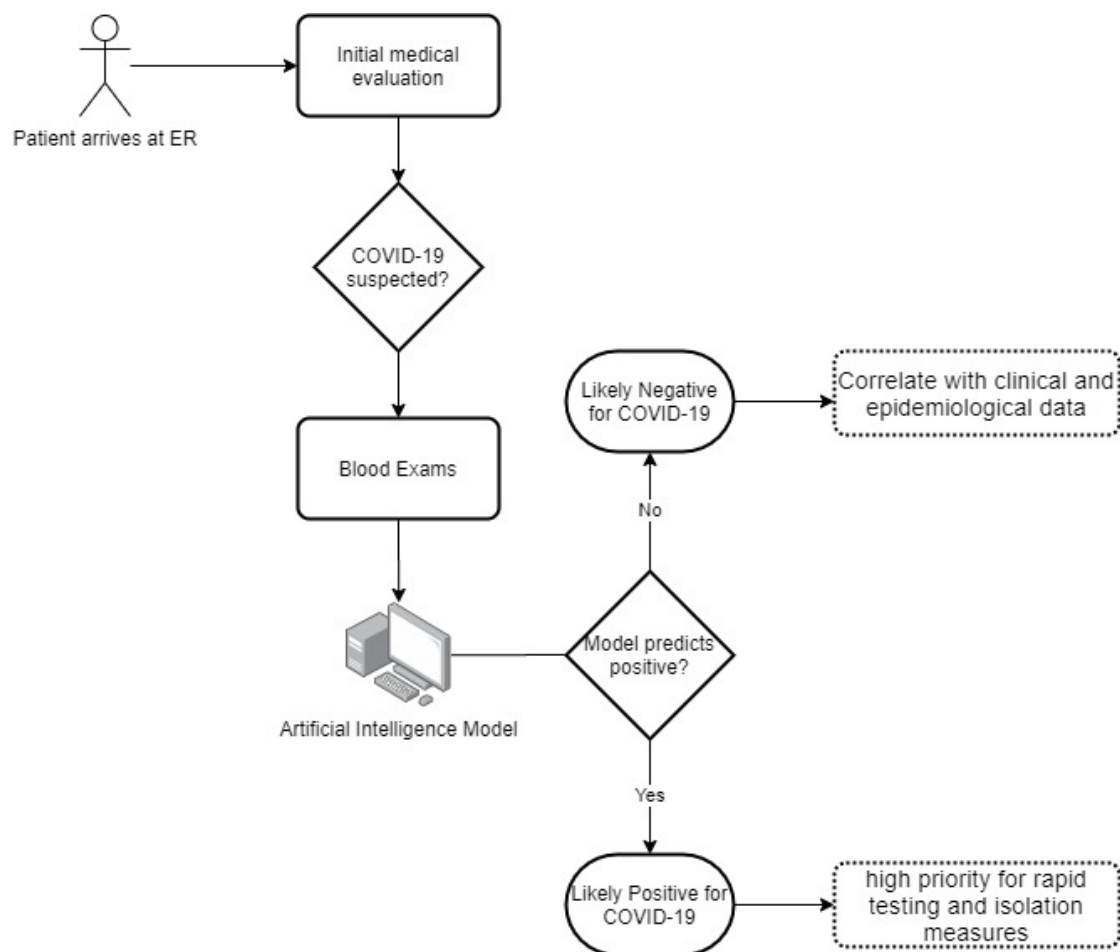 Initial medical
evaluation
Patient arrives at ER
COVID-19
suspected?
Likely Negative
for COVID-19
Correlate with clinical and
epidemiological data
Blood Exams
No
Model predicts
positive?
Artificial Intelligence Model
Yes
Likely Positive for
COVID-19
high priority for rapid
testing and isolation
measures